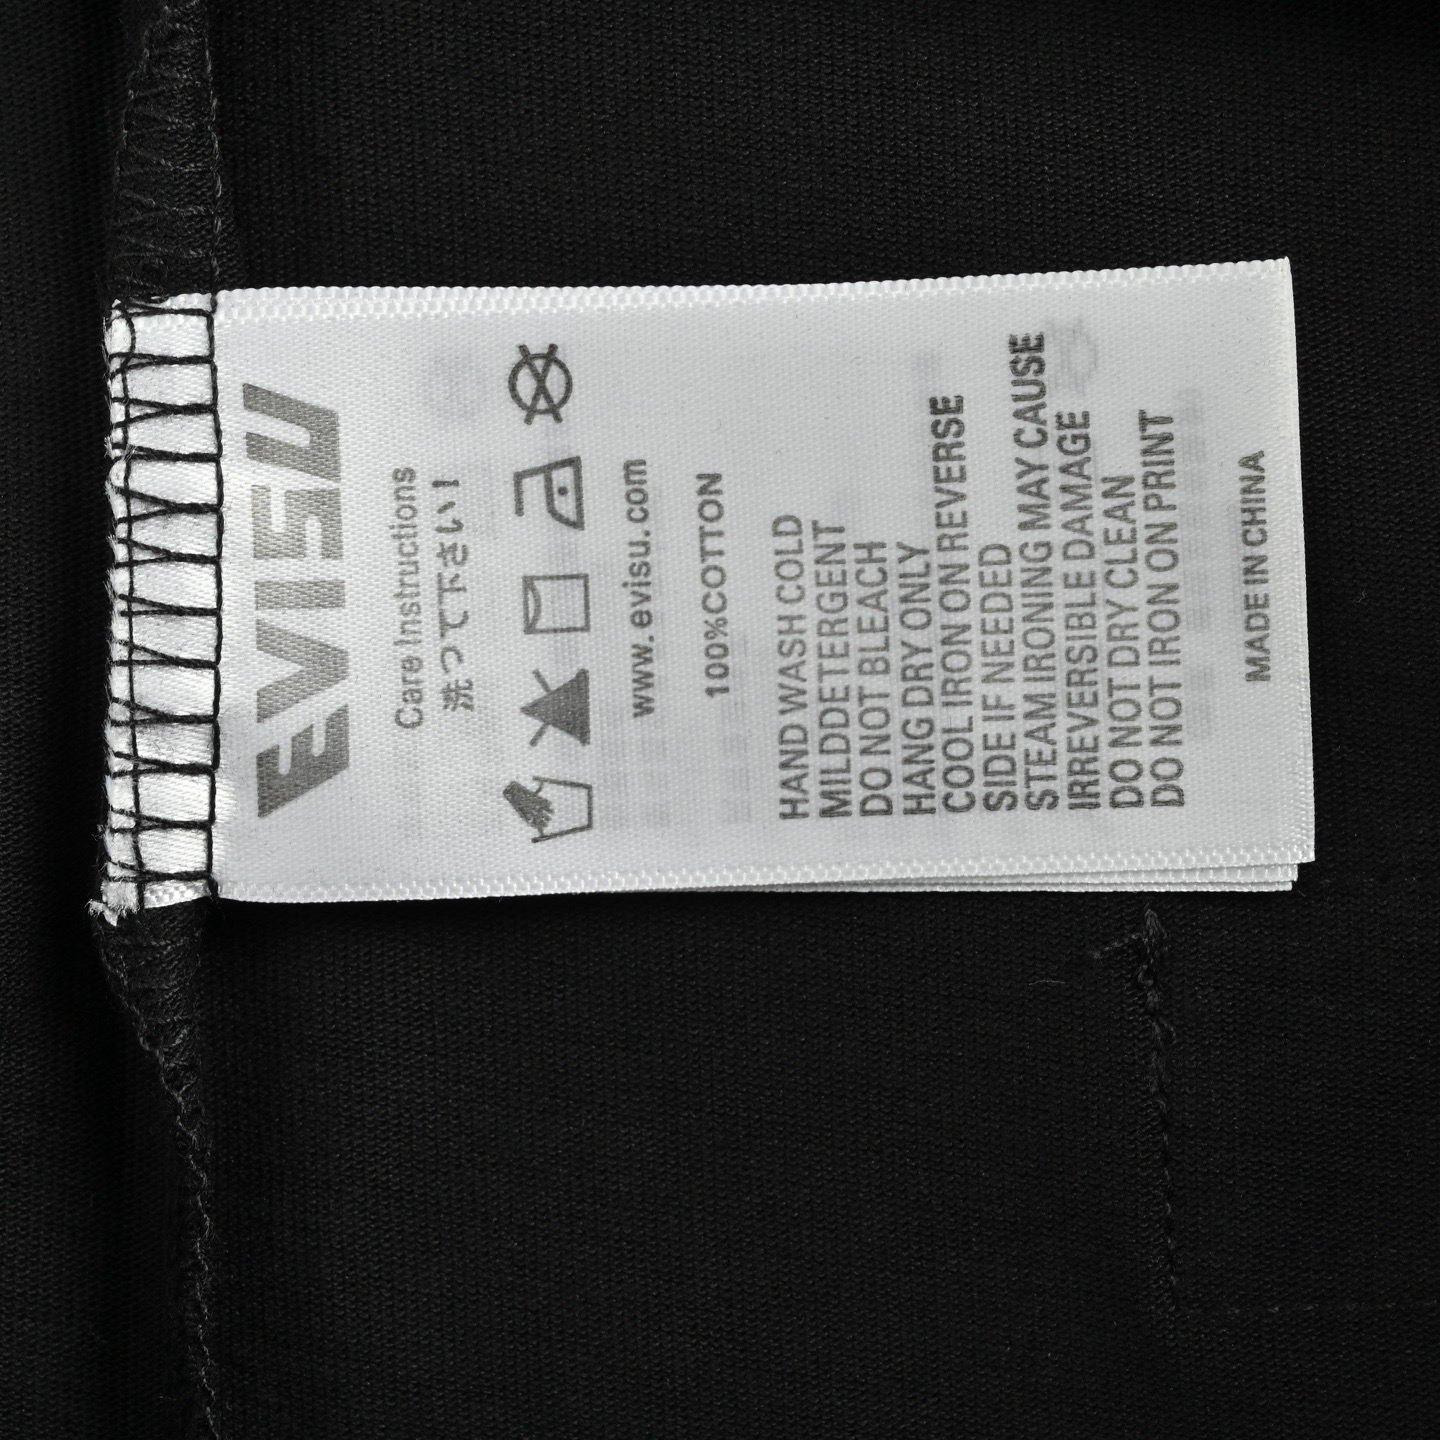 EVISU
Care Instructions
洗って下さい!
www.evisu.com
100%COTTON
HAND WASH COLD
MILDDETERGENT
DO NOT BLEACH
HANG DRY ONLY
COOL IRON ON REVERSE
SIDE IF NEEDED
STEAM IRONING MAY CAUSE
IRREVERSIBLE DAMAGE
DO NOT DRY CLEAN
DO NOT IRON ON PRINT
MADE IN CHINA